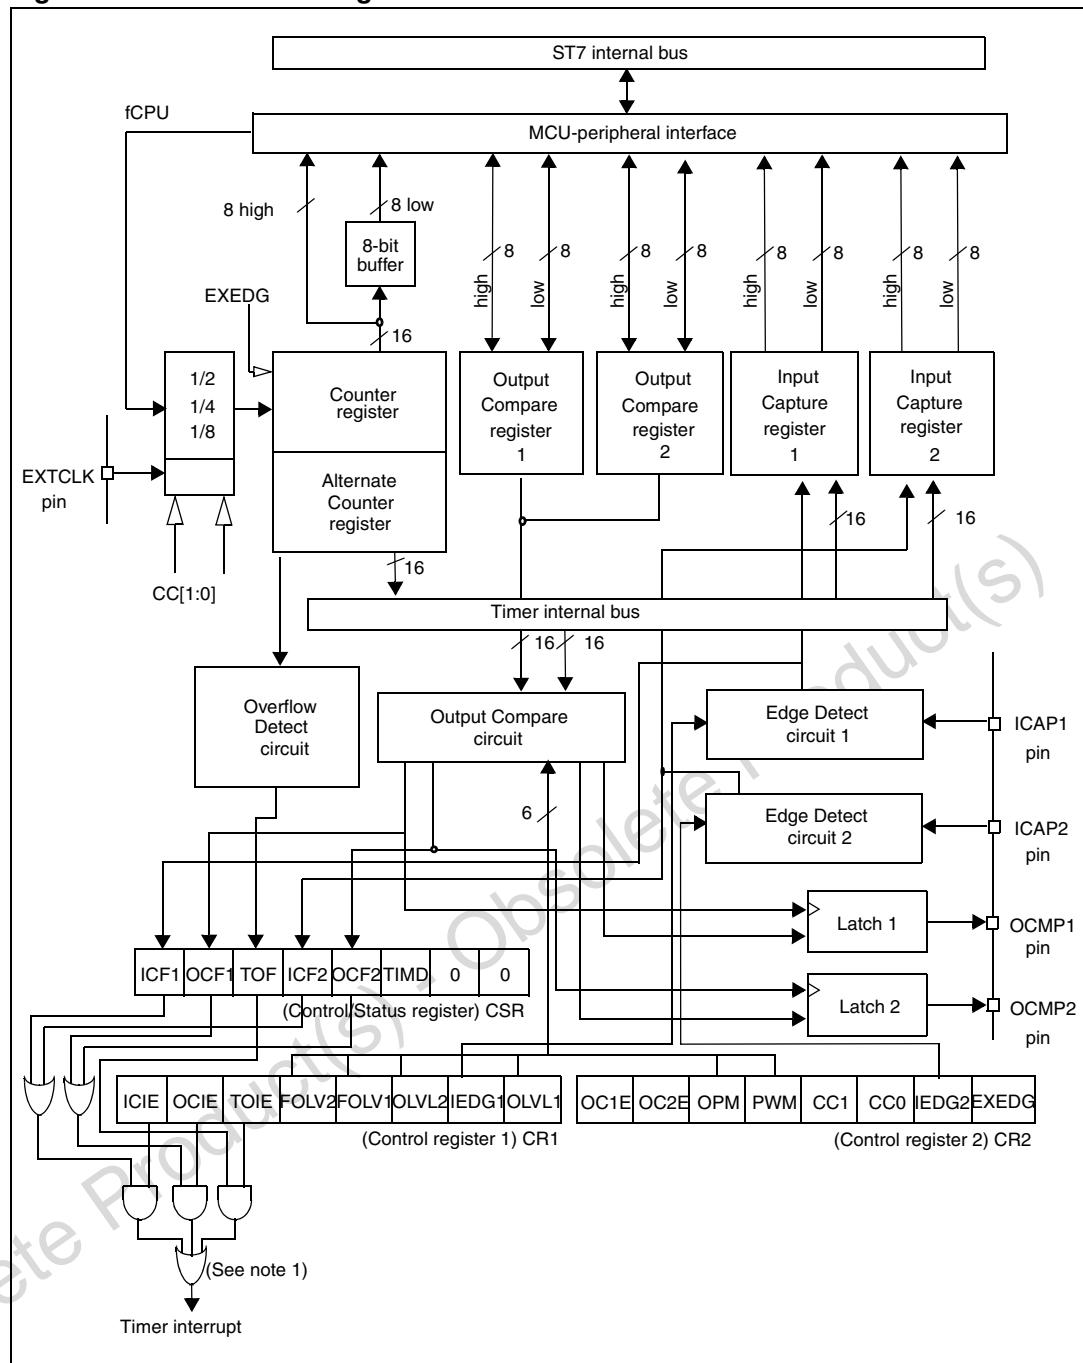 ST7 internal bus
fCPU
MCU-peripheral interface
8 high
8 low
8-bit
buffer
8
8
8
8
8
8
8
8
high
low
high
low
high
low
high
low
EXEDG
16
1/2
1/4
1/8
Counter
register
Alternate
Counter
register
Output
Compare
register
1
Output
Compare
register
2
Input
Capture
register
1
Input
Capture
register
2
EXTCLK
pin
CC[1:0]
16
16
16
Timer internal bus
16
16
Overflow
Detect
circuit
Output Compare
circuit
Edge Detect
circuit 1
ICAP1
pin
6
Edge Detect
circuit 2
ICAP2
pin
Latch 1
OCMP1
pin
Latch 2
OCMP2
pin
ICF1 OCF1 TOF ICF2 OCF2 TIMD 0 0
(Control/Status register) CSR
ICIE OCIE TOIE FOLV2 FOLV1 OLVL2 IEDG1 OLVL1
(Control register 1) CR1
OC1E OC2E OPM PWM CC1 CC0 IEDG2 EXEDG
(Control register 2) CR2
(See note 1)
Timer interrupt
ete Product(s) - Obsolete Product(s)